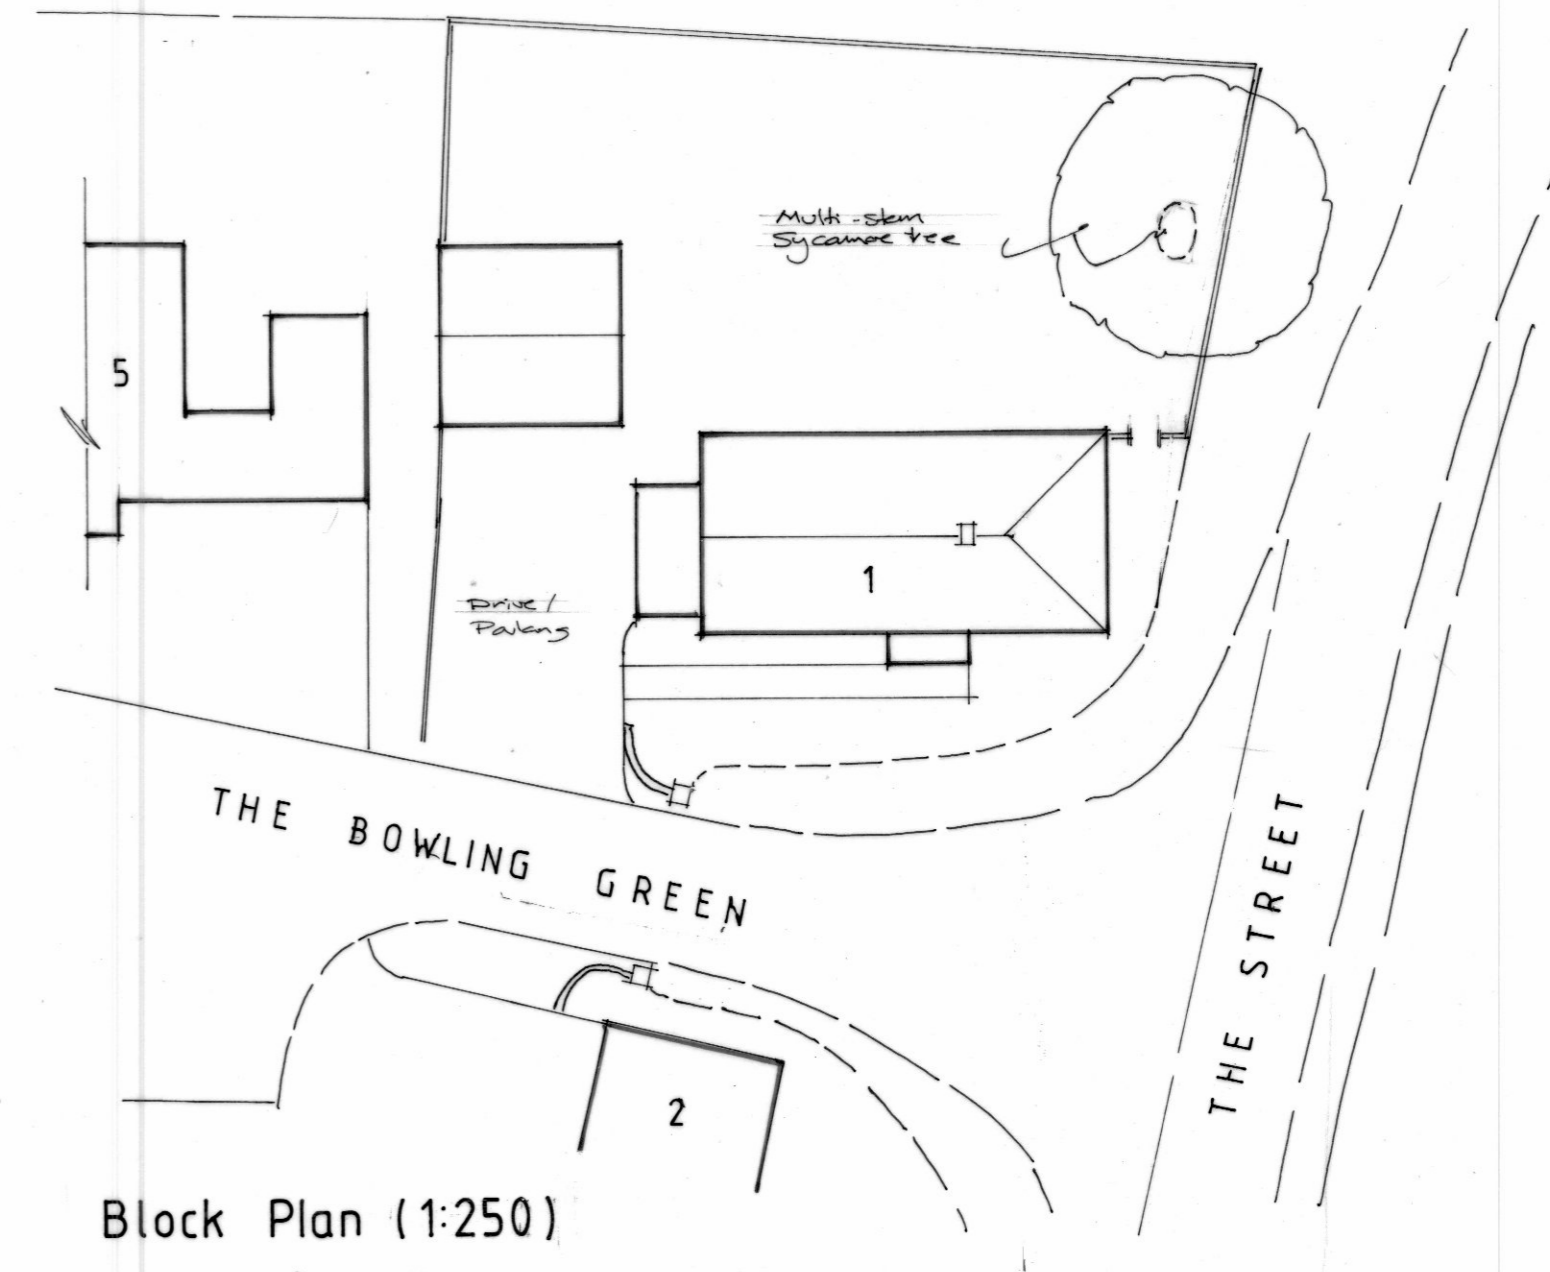 Multi-stem
Sycamore tree
5
1
Drive/
Parking
THE BOWLING GREEN
THE STREET
2
Block Plan (1:250)